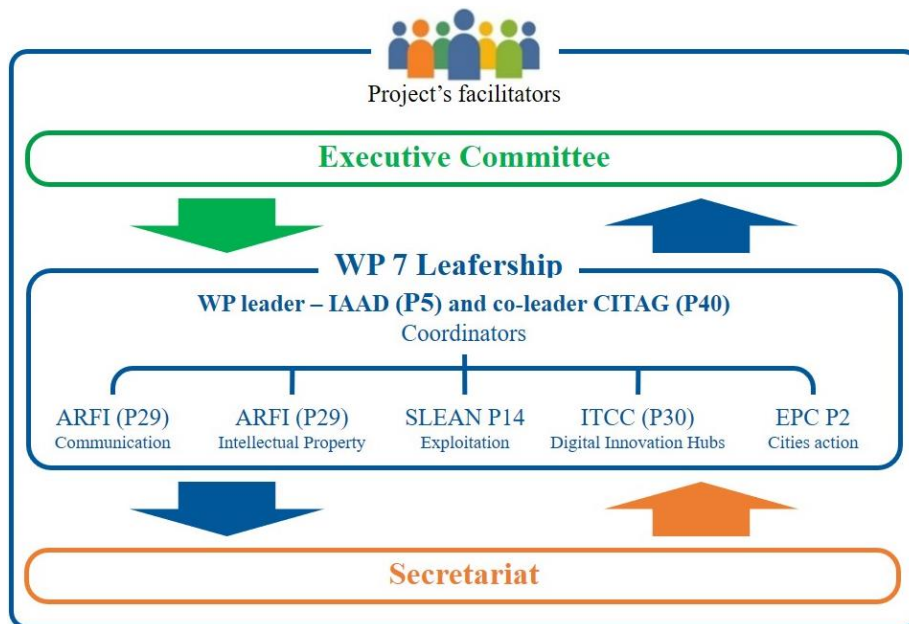 Project's facilitators
Executive Committee
WP 7 Leafership
WP leader – IAAD (P5) and co-leader CITAG (P40)
Coordinators
ARFI (P29)
Communication
ARFI (P29)
Intellectual Property
SLEAN P14
Exploitation
ITCC (P30)
Digital Innovation Hubs
EPC P2
Cities action
Secretariat